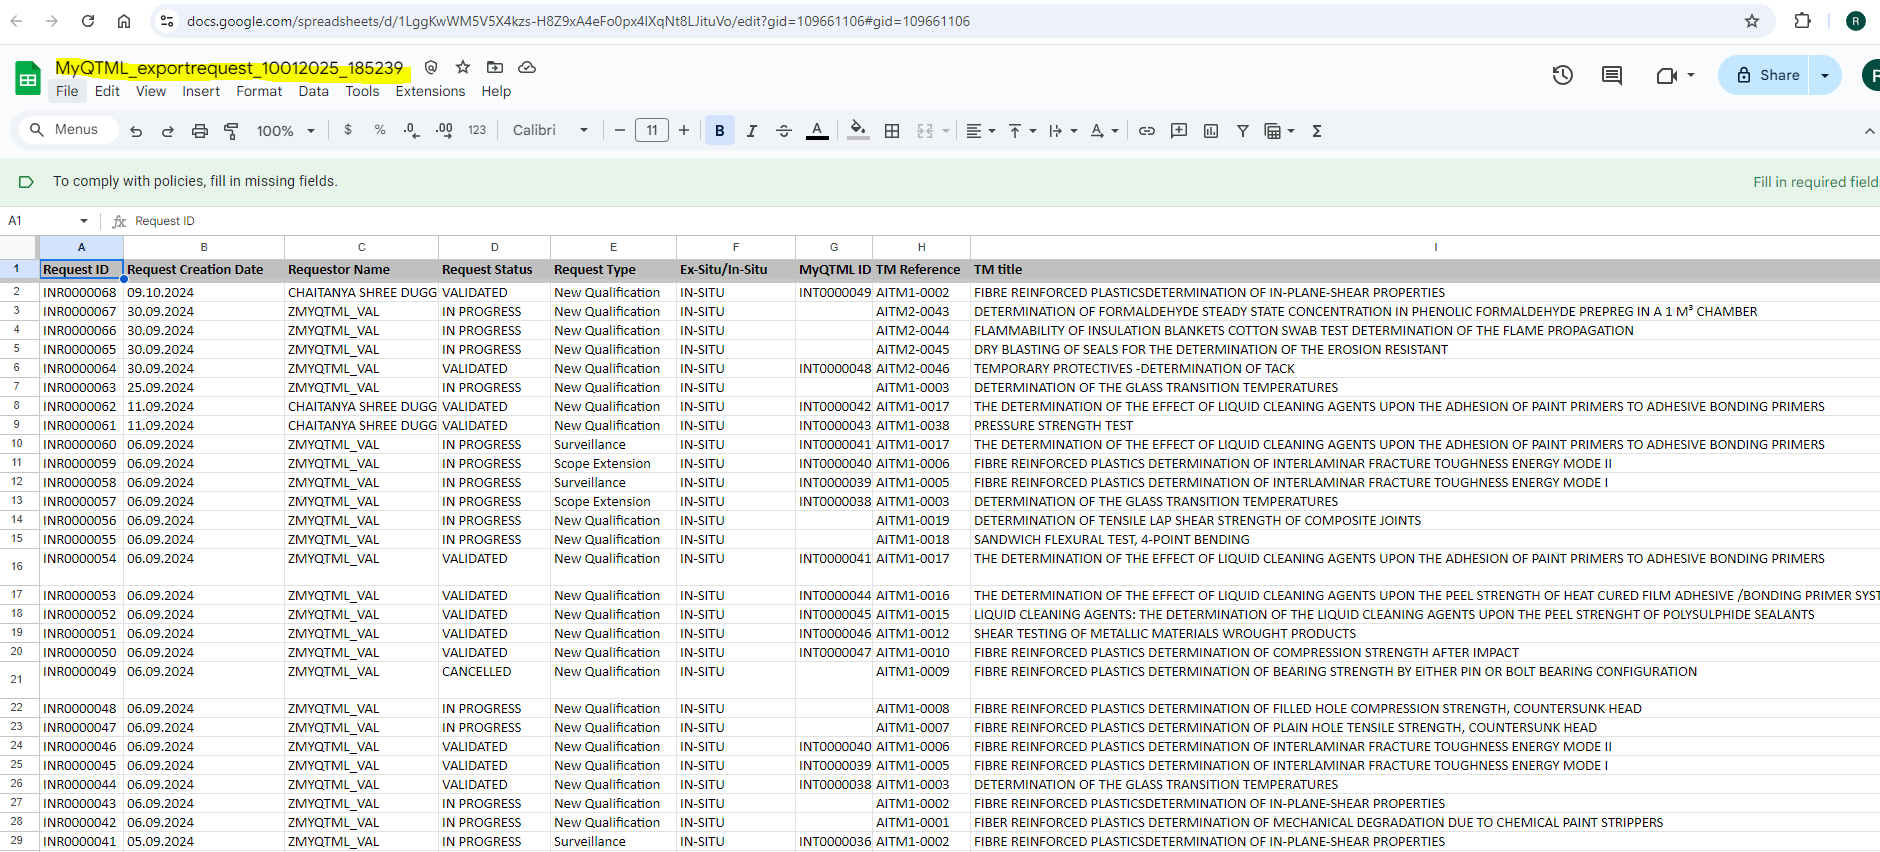 docs.google.com/spreadsheets/d/1LggKwWM5V5X4kzs-H8Z9xA4eFo0px4lXqNt8LJituVo/edit?gid=109661106#gid=109661106
R
MyQTML_exportrequest_10012025_185239
File Edit View Insert Format Data Tools Extensions Help
Share
Menus 100% $ % .0 .00 123 Calibri 11 B I A
To comply with policies, fill in missing fields.
Fill in required field
A1 fx Request ID
A B C D E F G H I
1 Request ID Request Creation Date Requestor Name Request Status Request Type Ex-Situ/In-Situ MyQTML ID TM Reference TM title
2 INR0000068 09.10.2024 CHAITANYA SHREE DUGG VALIDATED New Qualification IN-SITU INT0000049 AITM1-0002 FIBRE REINFORCED PLASTICSDETERMINATION OF IN-PLANE-SHEAR PROPERTIES
3 INR0000067 30.09.2024 ZMYQTML_VAL IN PROGRESS New Qualification IN-SITU AITM2-0043 DETERMINATION OF FORMALDEHYDE STEADY STATE CONCENTRATION IN PHENOLIC FORMALDEHYDE PREPREG IN A 1 M³ CHAMBER
4 INR0000066 30.09.2024 ZMYQTML_VAL IN PROGRESS New Qualification IN-SITU AITM2-0044 FLAMMABILITY OF INSULATION BLANKETS COTTON SWAB TEST DETERMINATION OF THE FLAME PROPAGATION
5 INR0000065 30.09.2024 ZMYQTML_VAL IN PROGRESS New Qualification IN-SITU AITM2-0045 DRY BLASTING OF SEALS FOR THE DETERMINATION OF THE EROSION RESISTANT
6 INR0000064 30.09.2024 ZMYQTML_VAL VALIDATED New Qualification IN-SITU INT0000048 AITM2-0046 TEMPORARY PROTECTIVES -DETERMINATION OF TACK
7 INR0000063 25.09.2024 ZMYQTML_VAL IN PROGRESS New Qualification IN-SITU AITM1-0003 DETERMINATION OF THE GLASS TRANSITION TEMPERATURES
8 INR0000062 11.09.2024 CHAITANYA SHREE DUGG VALIDATED New Qualification IN-SITU INT0000042 AITM1-0017 THE DETERMINATION OF THE EFFECT OF LIQUID CLEANING AGENTS UPON THE ADHESION OF PAINT PRIMERS TO ADHESIVE BONDING PRIMERS
9 INR0000061 11.09.2024 CHAITANYA SHREE DUGG VALIDATED New Qualification IN-SITU INT0000043 AITM1-0038 PRESSURE STRENGTH TEST
10 INR0000060 06.09.2024 ZMYQTML_VAL IN PROGRESS Surveillance IN-SITU INT0000041 AITM1-0017 THE DETERMINATION OF THE EFFECT OF LIQUID CLEANING AGENTS UPON THE ADHESION OF PAINT PRIMERS TO ADHESIVE BONDING PRIMERS
11 INR0000059 06.09.2024 ZMYQTML_VAL IN PROGRESS Scope Extension IN-SITU INT0000040 AITM1-0006 FIBRE REINFORCED PLASTICS DETERMINATION OF INTERLAMINAR FRACTURE TOUGHNESS ENERGY MODE II
12 INR0000058 06.09.2024 ZMYQTML_VAL IN PROGRESS Surveillance IN-SITU INT0000039 AITM1-0005 FIBRE REINFORCED PLASTICS DETERMINATION OF INTERLAMINAR FRACTURE TOUGHNESS ENERGY MODE I
13 INR0000057 06.09.2024 ZMYQTML_VAL IN PROGRESS Scope Extension IN-SITU INT0000038 AITM1-0003 DETERMINATION OF THE GLASS TRANSITION TEMPERATURES
14 INR0000056 06.09.2024 ZMYQTML_VAL IN PROGRESS New Qualification IN-SITU AITM1-0019 DETERMINATION OF TENSILE LAP SHEAR STRENGTH OF COMPOSITE JOINTS
15 INR0000055 06.09.2024 ZMYQTML_VAL IN PROGRESS New Qualification IN-SITU AITM1-0018 SANDWICH FLEXURAL TEST, 4-POINT BENDING
16 INR0000054 06.09.2024 ZMYQTML_VAL VALIDATED New Qualification IN-SITU INT0000041 AITM1-0017 THE DETERMINATION OF THE EFFECT OF LIQUID CLEANING AGENTS UPON THE ADHESION OF PAINT PRIMERS TO ADHESIVE BONDING PRIMERS
17 INR0000053 06.09.2024 ZMYQTML_VAL VALIDATED New Qualification IN-SITU INT0000044 AITM1-0016 THE DETERMINATION OF THE EFFECT OF LIQUID CLEANING AGENTS UPON THE PEEL STRENGTH OF HEAT CURED FILM ADHESIVE /BONDING PRIMER SYST
18 INR0000052 06.09.2024 ZMYQTML_VAL VALIDATED New Qualification IN-SITU INT0000045 AITM1-0015 LIQUID CLEANING AGENTS: THE DETERMINATION OF THE LIQUID CLEANING AGENTS UPON THE PEEL STRENGHT OF POLYSULPHIDE SEALANTS
19 INR0000051 06.09.2024 ZMYQTML_VAL VALIDATED New Qualification IN-SITU INT0000046 AITM1-0012 SHEAR TESTING OF METALLIC MATERIALS WROUGHT PRODUCTS
20 INR0000050 06.09.2024 ZMYQTML_VAL VALIDATED New Qualification IN-SITU INT0000047 AITM1-0010 FIBRE REINFORCED PLASTICS DETERMINATION OF COMPRESSION STRENGTH AFTER IMPACT
21 INR0000049 06.09.2024 ZMYQTML_VAL CANCELLED New Qualification IN-SITU AITM1-0009 FIBRE REINFORCED PLASTICS DETERMINATION OF BEARING STRENGTH BY EITHER PIN OR BOLT BEARING CONFIGURATION
22 INR0000048 06.09.2024 ZMYQTML_VAL IN PROGRESS New Qualification IN-SITU AITM1-0008 FIBRE REINFORCED PLASTICS DETERMINATION OF FILLED HOLE COMPRESSION STRENGTH, COUNTERSUNK HEAD
23 INR0000047 06.09.2024 ZMYQTML_VAL IN PROGRESS New Qualification IN-SITU AITM1-0007 FIBRE REINFORCED PLASTICS DETERMINATION OF PLAIN HOLE TENSILE STRENGTH, COUNTERSUNK HEAD
24 INR0000046 06.09.2024 ZMYQTML_VAL VALIDATED New Qualification IN-SITU INT0000040 AITM1-0006 FIBRE REINFORCED PLASTICS DETERMINATION OF INTERLAMINAR FRACTURE TOUGHNESS ENERGY MODE II
25 INR0000045 06.09.2024 ZMYQTML_VAL VALIDATED New Qualification IN-SITU INT0000039 AITM1-0005 FIBRE REINFORCED PLASTICS DETERMINATION OF INTERLAMINAR FRACTURE TOUGHNESS ENERGY MODE I
26 INR0000044 06.09.2024 ZMYQTML_VAL VALIDATED New Qualification IN-SITU INT0000038 AITM1-0003 DETERMINATION OF THE GLASS TRANSITION TEMPERATURES
27 INR0000043 06.09.2024 ZMYQTML_VAL IN PROGRESS New Qualification IN-SITU AITM1-0002 FIBRE REINFORCED PLASTICSDETERMINATION OF IN-PLANE-SHEAR PROPERTIES
28 INR0000042 06.09.2024 ZMYQTML_VAL IN PROGRESS New Qualification IN-SITU AITM1-0001 FIBER REINFORCED PLASTICS DETERMINATION OF MECHANICAL DEGRADATION DUE TO CHEMICAL PAINT STRIPPERS
29 INR0000041 05.09.2024 ZMYQTML_VAL IN PROGRESS Surveillance IN-SITU INT0000036 AITM1-0002 FIBRE REINFORCED PLASTICSDETERMINATION OF IN-PLANE-SHEAR PROPERTIES